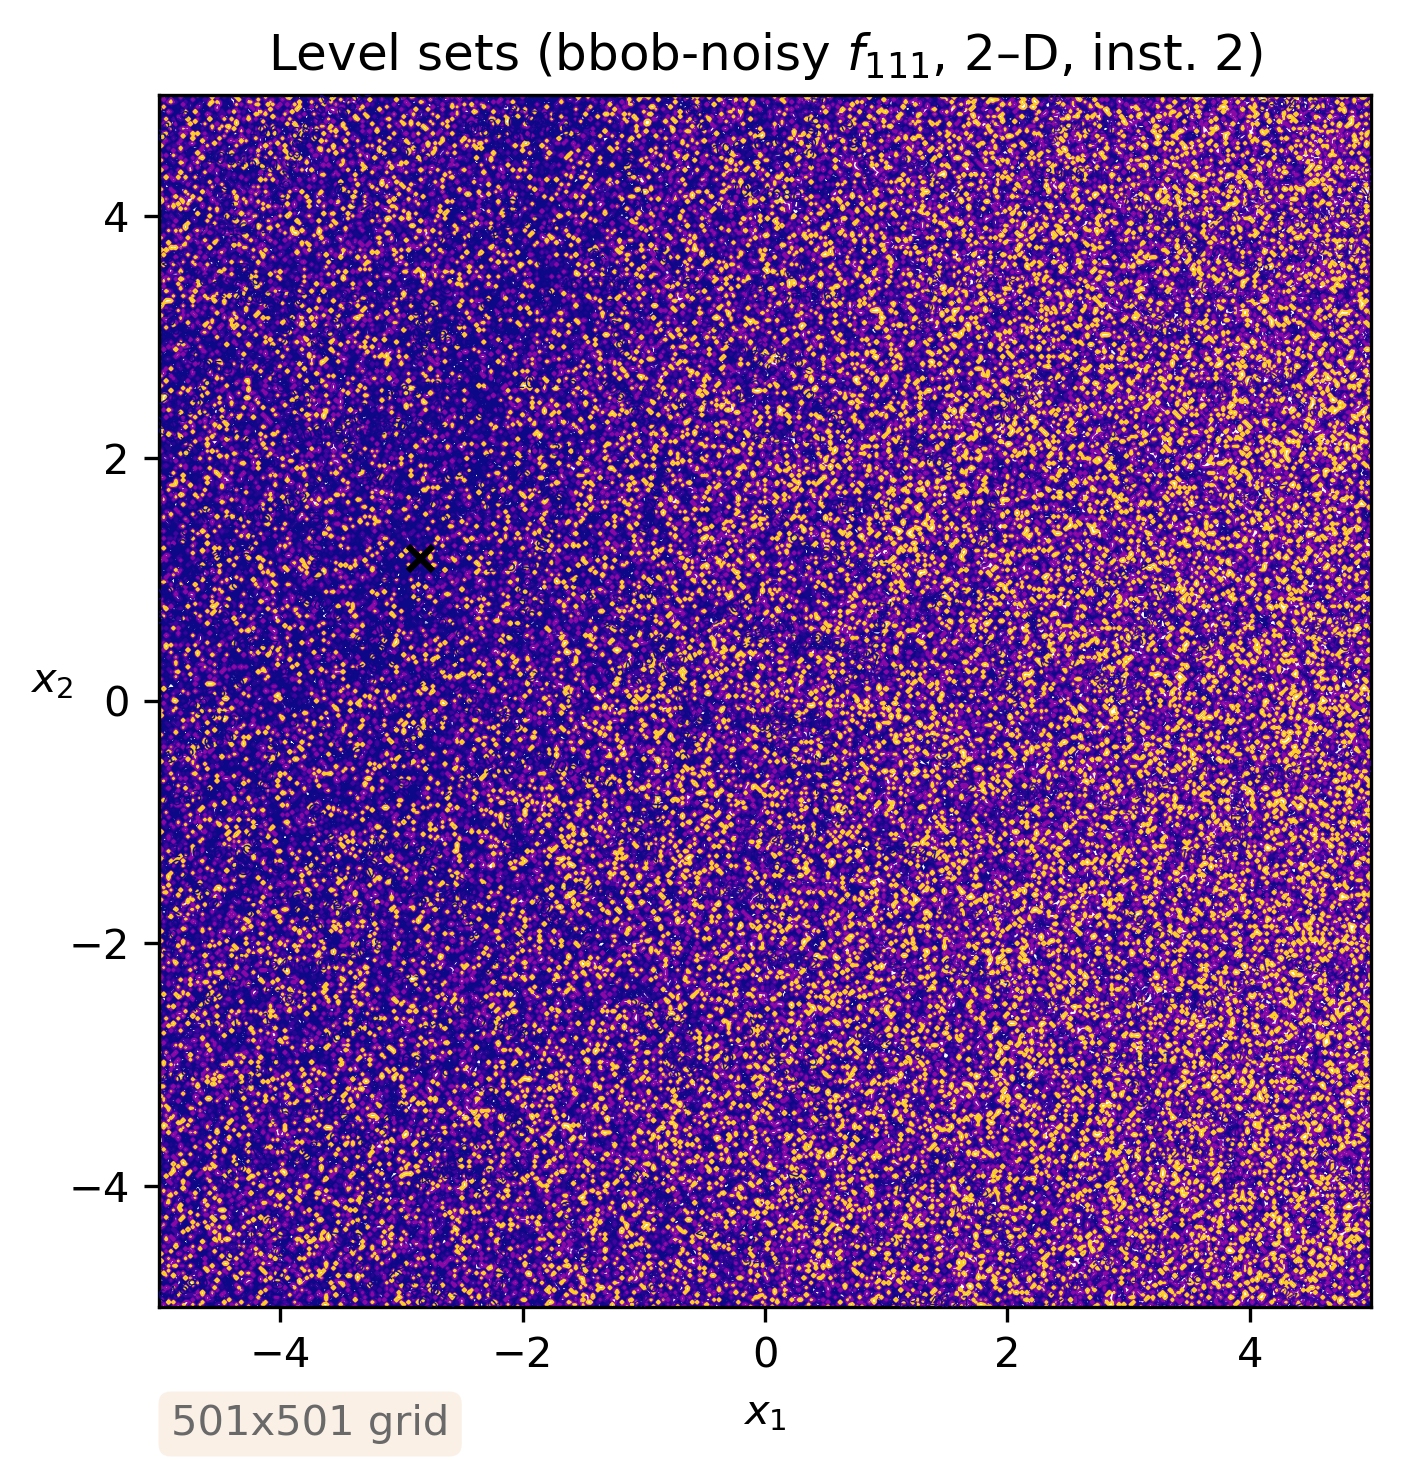 Level sets (bbob-noisy f₁₁₁, 2–D, inst. 2)
4
2
x₂
0
−2
−4
−4 −2 0 2 4
x₁
501x501 grid